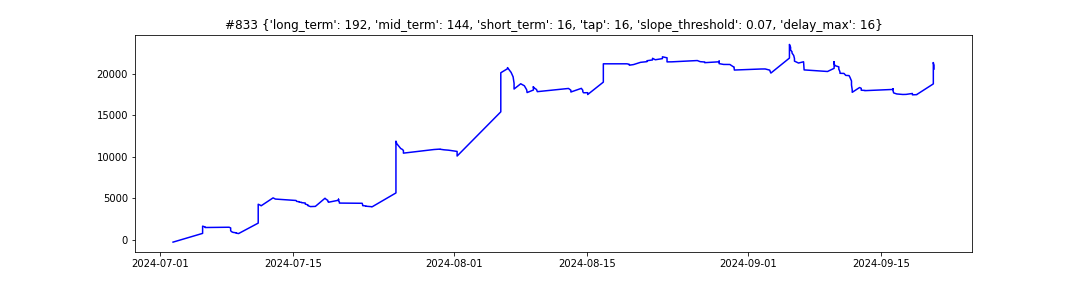 #833 {'long_term': 192, 'mid_term': 144, 'short_term': 16, 'tap': 16, 'slope_threshold': 0.07, 'delay_max': 16}
20000
15000
10000
5000
0
2024-07-01 2024-07-15 2024-08-01 2024-08-15 2024-09-01 2024-09-15